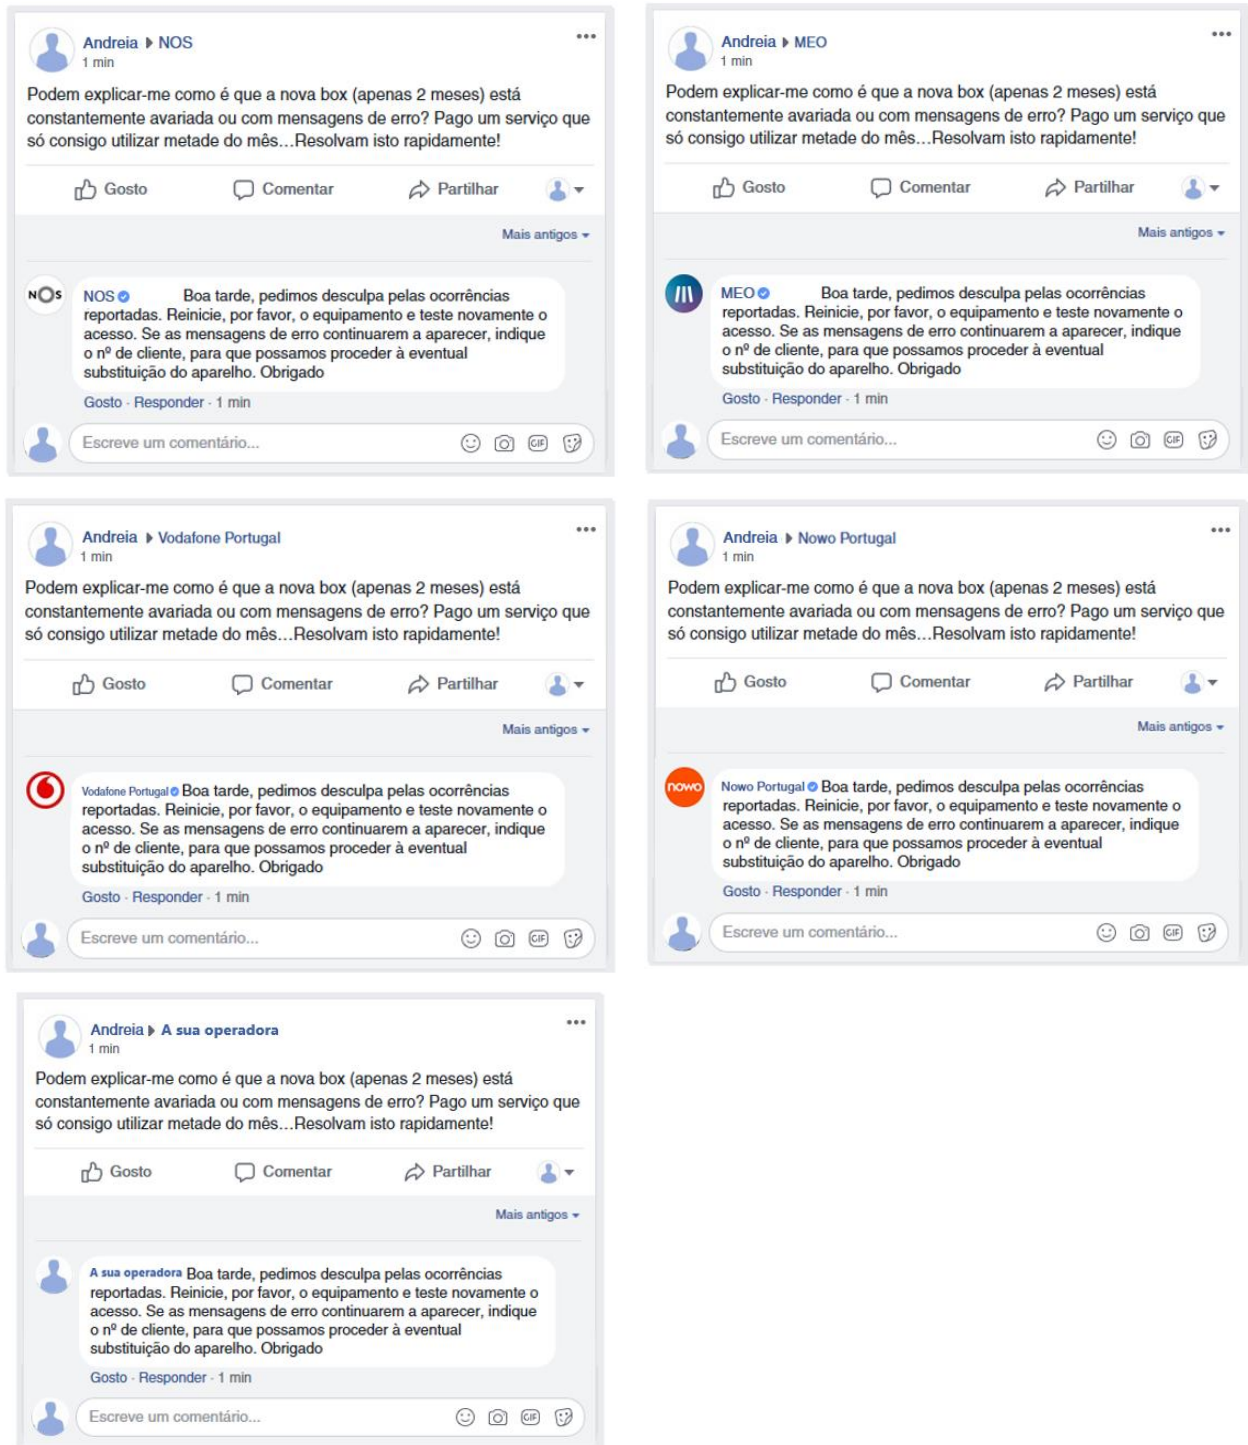 Andreia ▸ NOS
1 min
Podem explicar-me como é que a nova box (apenas 2 meses) está
constantemente avariada ou com mensagens de erro? Pago um serviço que
só consigo utilizar metade do mês…Resolvam isto rapidamente!
Gosto Comentar Partilhar
Mais antigos
NOS
NOS Boa tarde, pedimos desculpa pelas ocorrências
reportadas. Reinicie, por favor, o equipamento e teste novamente o
acesso. Se as mensagens de erro continuarem a aparecer, indique
o nº de cliente, para que possamos proceder à eventual
substituição do aparelho. Obrigado
Gosto · Responder · 1 min
Escreve um comentário...
GIF
Andreia ▸ MEO
1 min
Podem explicar-me como é que a nova box (apenas 2 meses) está
constantemente avariada ou com mensagens de erro? Pago um serviço que
só consigo utilizar metade do mês…Resolvam isto rapidamente!
Gosto Comentar Partilhar
Mais antigos
MEO Boa tarde, pedimos desculpa pelas ocorrências
reportadas. Reinicie, por favor, o equipamento e teste novamente o
acesso. Se as mensagens de erro continuarem a aparecer, indique
o nº de cliente, para que possamos proceder à eventual
substituição do aparelho. Obrigado
Gosto · Responder · 1 min
Escreve um comentário...
GIF
Andreia ▸ Vodafone Portugal
1 min
Podem explicar-me como é que a nova box (apenas 2 meses) está
constantemente avariada ou com mensagens de erro? Pago um serviço que
só consigo utilizar metade do mês…Resolvam isto rapidamente!
Gosto Comentar Partilhar
Mais antigos
Vodafone Portugal Boa tarde, pedimos desculpa pelas ocorrências
reportadas. Reinicie, por favor, o equipamento e teste novamente o
acesso. Se as mensagens de erro continuarem a aparecer, indique
o nº de cliente, para que possamos proceder à eventual
substituição do aparelho. Obrigado
Gosto · Responder · 1 min
Escreve um comentário...
GIF
Andreia ▸ Nowo Portugal
1 min
Podem explicar-me como é que a nova box (apenas 2 meses) está
constantemente avariada ou com mensagens de erro? Pago um serviço que
só consigo utilizar metade do mês…Resolvam isto rapidamente!
Gosto Comentar Partilhar
Mais antigos
nowo
Nowo Portugal Boa tarde, pedimos desculpa pelas ocorrências
reportadas. Reinicie, por favor, o equipamento e teste novamente o
acesso. Se as mensagens de erro continuarem a aparecer, indique
o nº de cliente, para que possamos proceder à eventual
substituição do aparelho. Obrigado
Gosto · Responder · 1 min
Escreve um comentário...
GIF
Andreia ▸ A sua operadora
1 min
Podem explicar-me como é que a nova box (apenas 2 meses) está
constantemente avariada ou com mensagens de erro? Pago um serviço que
só consigo utilizar metade do mês…Resolvam isto rapidamente!
Gosto Comentar Partilhar
Mais antigos
A sua operadora Boa tarde, pedimos desculpa pelas ocorrências
reportadas. Reinicie, por favor, o equipamento e teste novamente o
acesso. Se as mensagens de erro continuarem a aparecer, indique
o nº de cliente, para que possamos proceder à eventual
substituição do aparelho. Obrigado
Gosto · Responder · 1 min
Escreve um comentário...
GIF